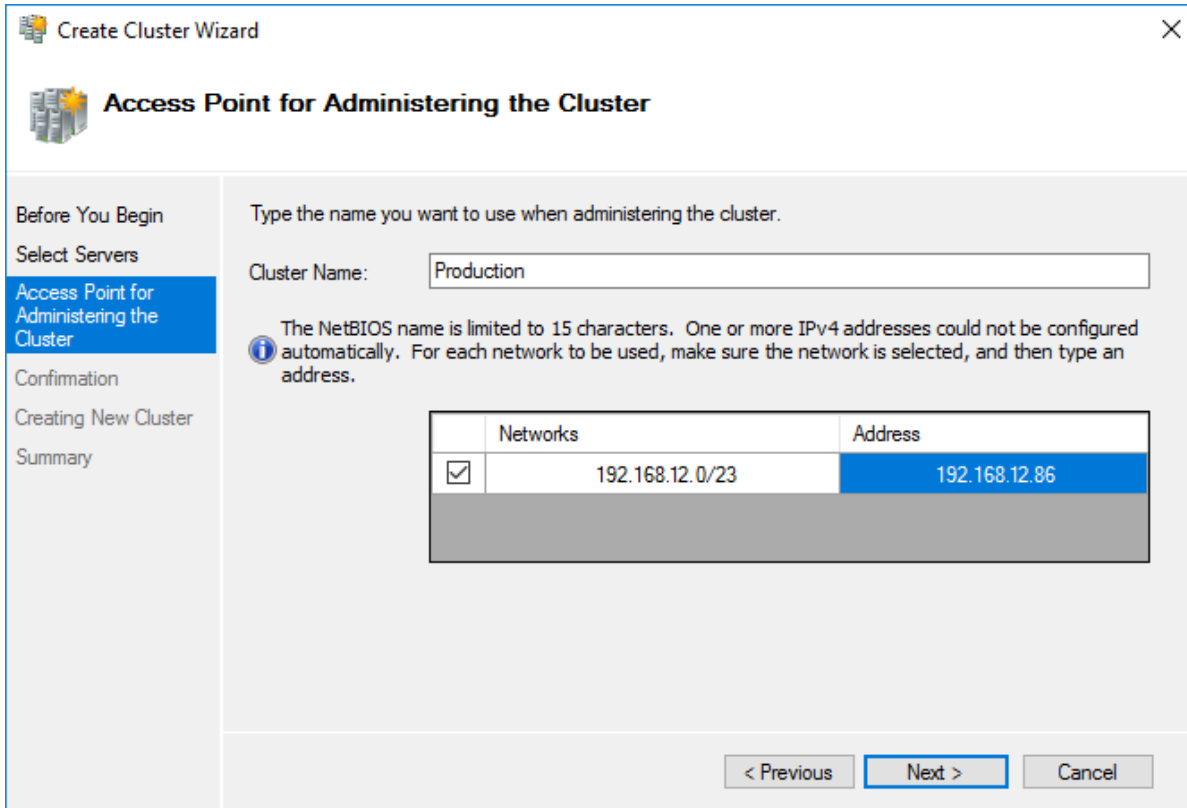 Create Cluster Wizard
Access Point for Administering the Cluster
Before You Begin
Select Servers
Access Point for
Administering the
Cluster
Confirmation
Creating New Cluster
Summary
Type the name you want to use when administering the cluster.
Cluster Name: Production
The NetBIOS name is limited to 15 characters. One or more IPv4 addresses could not be configured
automatically. For each network to be used, make sure the network is selected, and then type an
address.
Networks Address
192.168.12.0/23 192.168.12.86
< Previous Next > Cancel